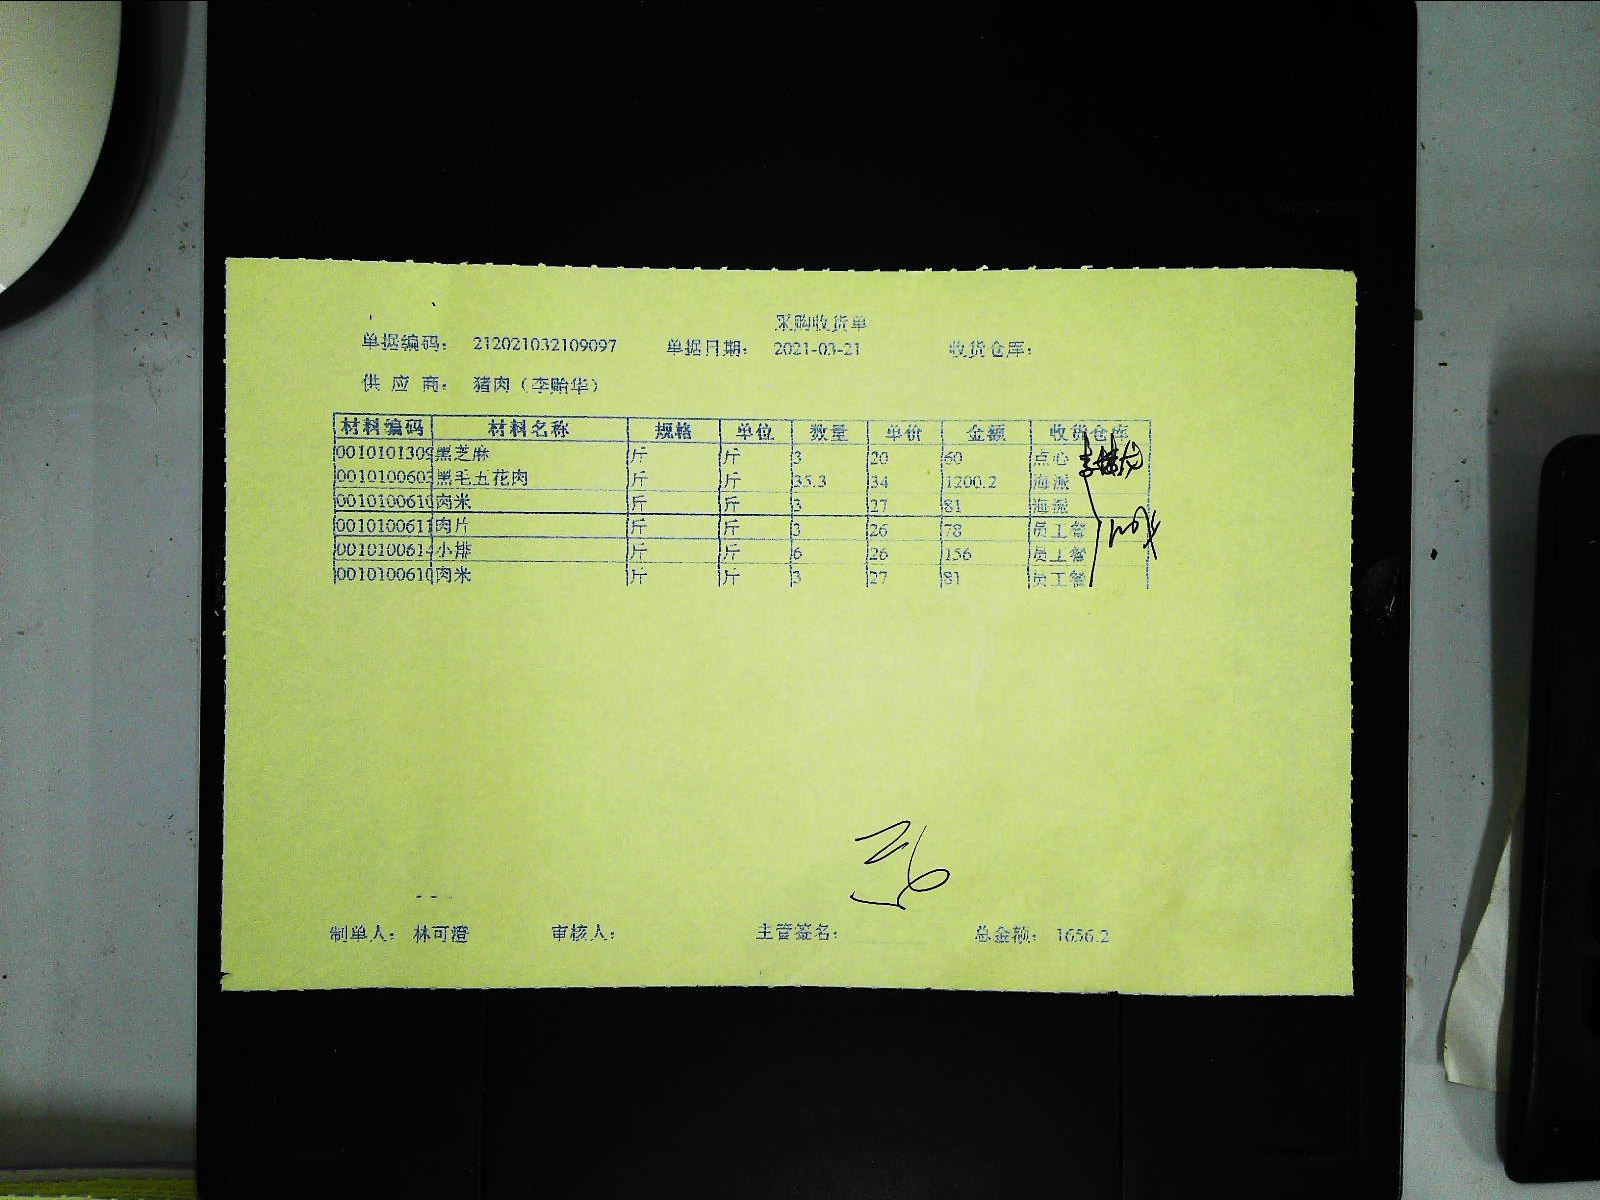 采购收货单
单据编码： 212021032109097 单据日期： 2021-03-21 收货仓库：
供 应 商： 猪肉（李贻华）
材料编码 材料名称 规格 单位 数量 单价 金额 收货仓库
0010101309 黑芝麻 斤 斤 3 20 60 点心
0010100603 黑毛五花肉 斤 斤 35.3 34 1200.2 海派
0010100610 肉米 斤 斤 3 27 81 海派
0010100611 肉片 斤 斤 3 26 78 员工餐
0010100614 小排 斤 斤 6 26 156 员工餐
0010100610 肉米 斤 斤 3 27 81 员工餐
制单人： 林可澄 审核人： 主管签名： 总金额： 1656.2